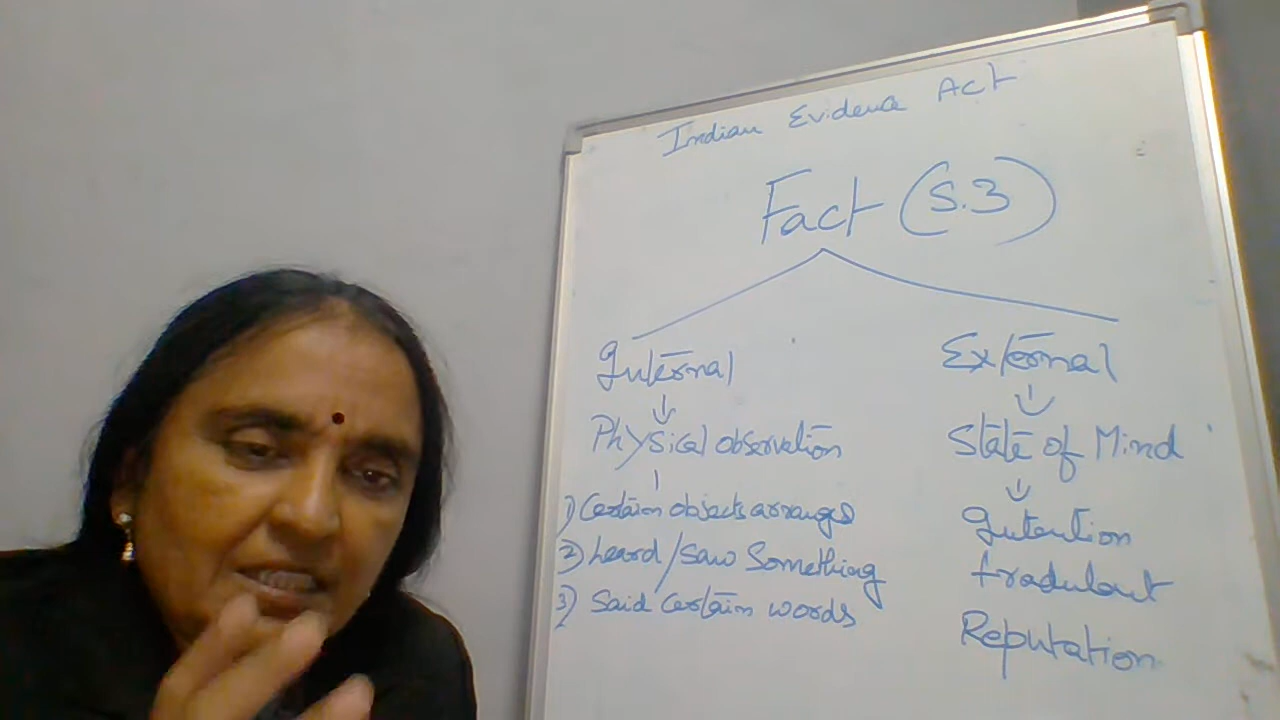 Indian Evidence Act
Fact (S.3)
Internal
External
Physical observation
State of Mind
1) Certain objects arranged
2) heard/saw Something
3) Said Certain words
Intention
fradulant
Reputation